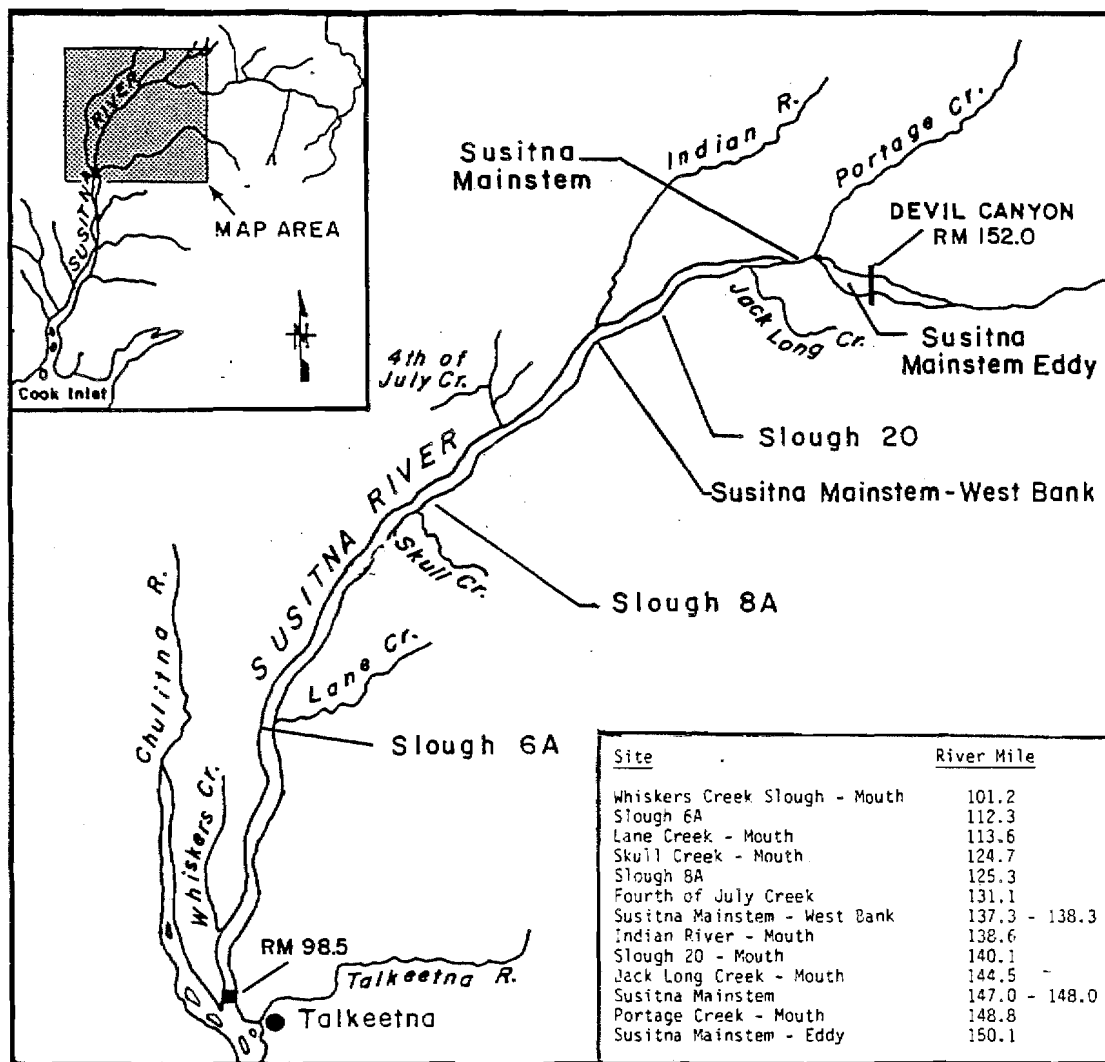 RIVER
SUSITNA
MAP AREA
N
Cook Inlet
Indian R.
Portage Cr.
Susitna
Mainstem
DEVIL CANYON
RM 152.0
Jack Long
Cr.
Susitna
Mainstem Eddy
4th of
July Cr.
Slough 20
Susitna Mainstem-West Bank
SUSITNA RIVER
Skull Cr.
Slough 8A
Lane Cr.
Chulitna R.
Slough 6A
Whiskers Cr.
RM 98.5
Talkeetna R.
Talkeetna
Site River Mile
Whiskers Creek Slough - Mouth 101.2
Slough 6A 112.3
Lane Creek - Mouth 113.6
Skull Creek - Mouth 124.7
Slough 8A 125.3
Fourth of July Creek 131.1
Susitna Mainstem - West Bank 137.3 - 138.3
Indian River - Mouth 138.6
Slough 20 - Mouth 140.1
Jack Long Creek - Mouth 144.5
Susitna Mainstem 147.0 - 148.0
Portage Creek - Mouth 148.8
Susitna Mainstem - Eddy 150.1